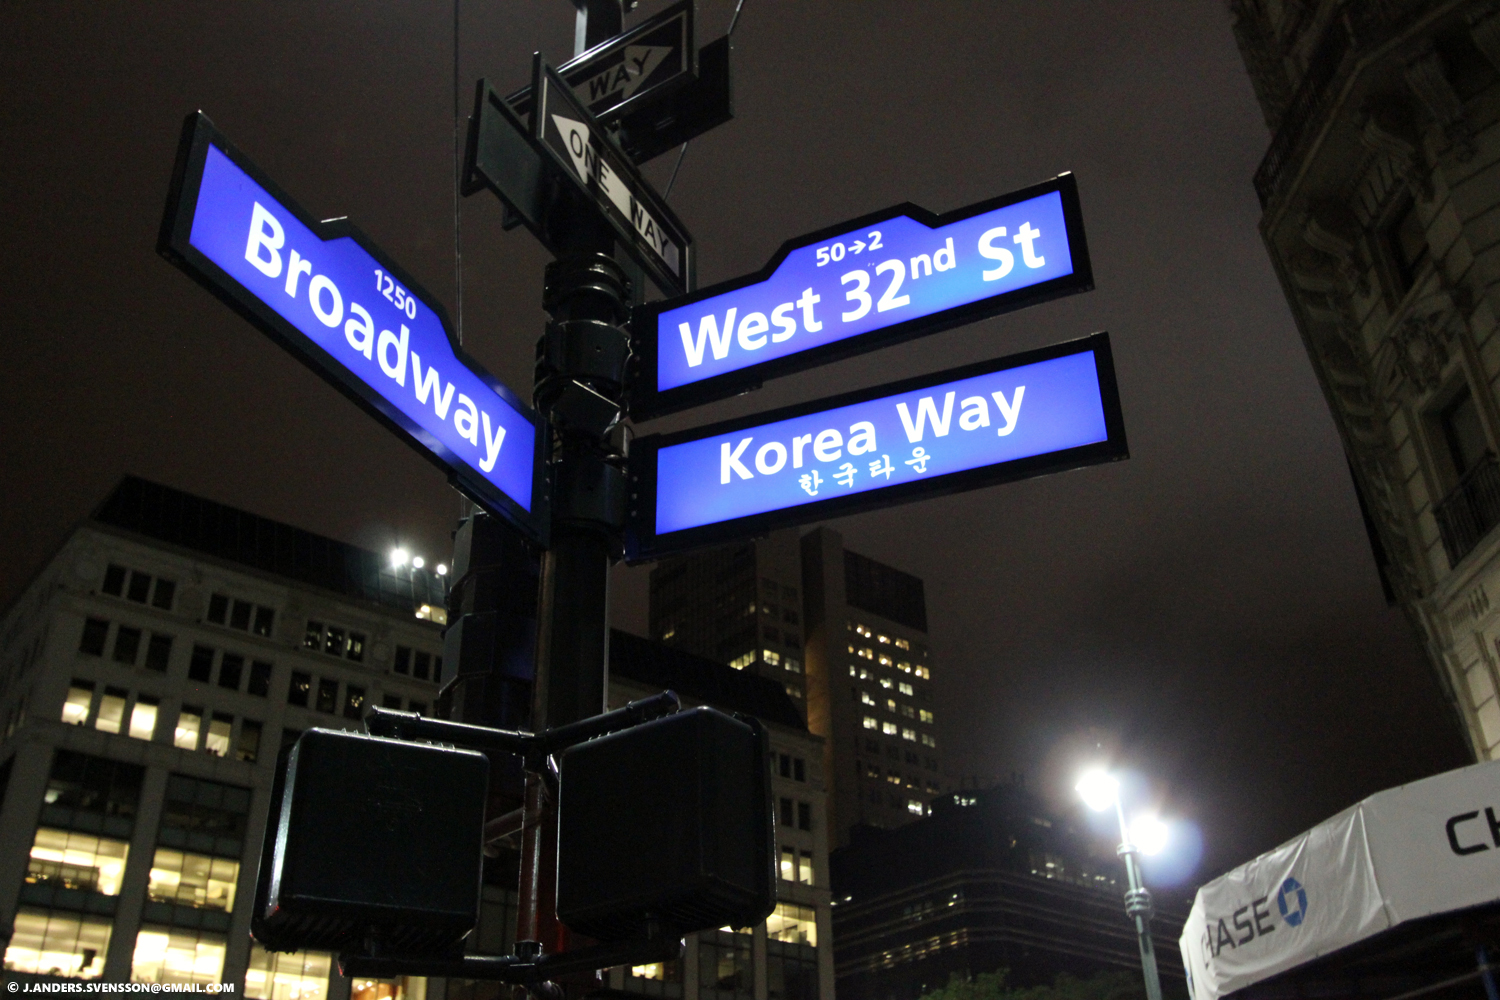 WAY
ONE WAY
1250
Broadway
50→2
West 32nd St
Korea Way
한국타운
CHASE
CH
© J.ANDERS.SVENSSON@GMAIL.COM